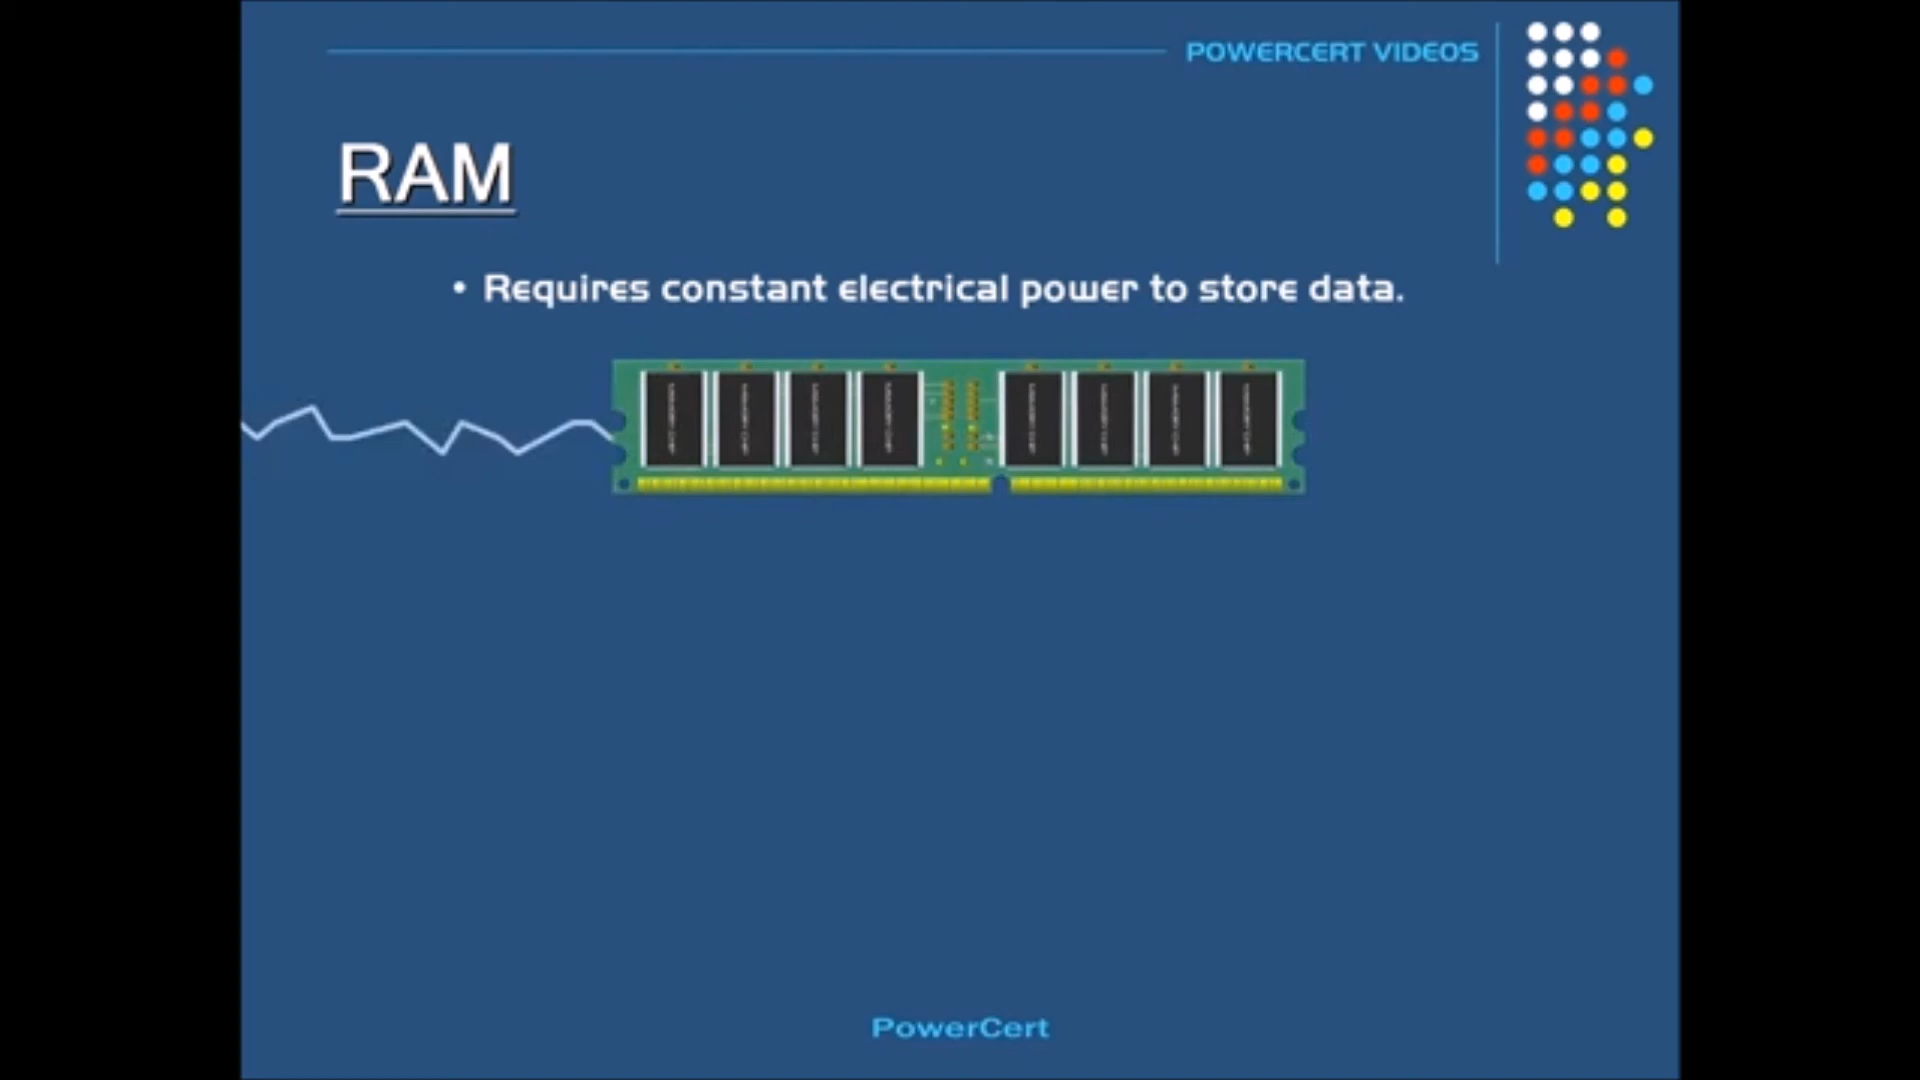 POWERCERT VIDEOS
RAM
• Requires constant electrical power to store data.
PowerCert